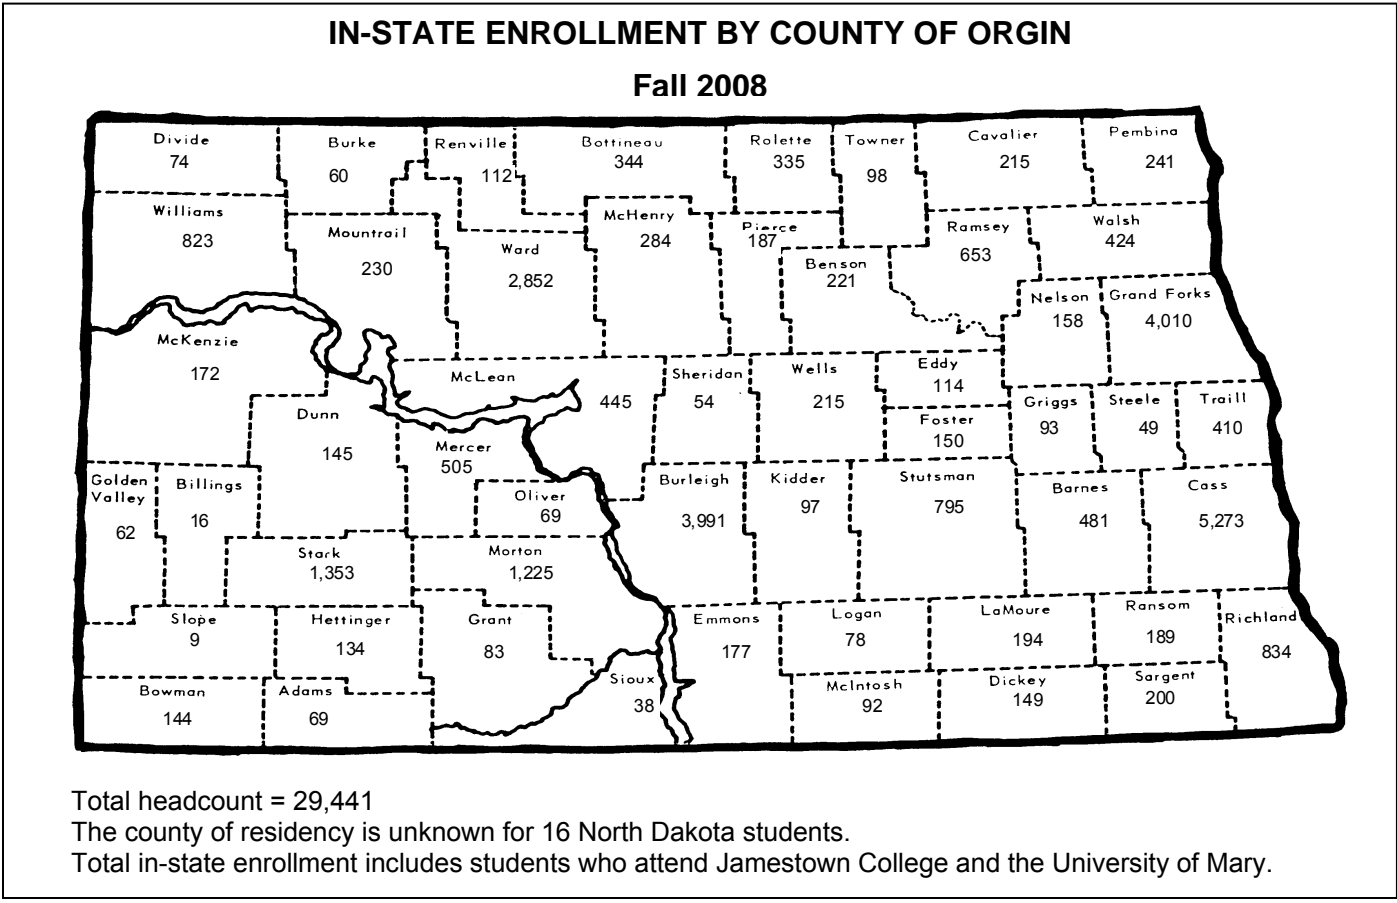 IN-STATE ENROLLMENT BY COUNTY OF ORGIN
Fall 2008
Divide
74
Burke
60
Renville
112
Bottineau
344
Rolette
335
Towner
98
Cavalier
215
Pembina
241
Williams
823
Mountrail
230
Ward
2,852
McHenry
284
Pierce
187
Benson
221
Ramsey
653
Walsh
424
Nelson
158
Grand Forks
4,010
McKenzie
172
Dunn
145
McLean
445
Mercer
505
Oliver
69
Sheridan
54
Wells
215
Eddy
114
Foster
150
Griggs
93
Steele
49
Traill
410
Golden
Valley
62
Billings
16
Stark
1,353
Morton
1,225
Burleigh
3,991
Kidder
97
Stutsman
795
Barnes
481
Cass
5,273
Slope
9
Hettinger
134
Grant
83
Sioux
38
Emmons
177
Logan
78
LaMoure
194
Ransom
189
Richland
834
Bowman
144
Adams
69
McIntosh
92
Dickey
149
Sargent
200
Total headcount = 29,441
The county of residency is unknown for 16 North Dakota students.
Total in-state enrollment includes students who attend Jamestown College and the University of Mary.